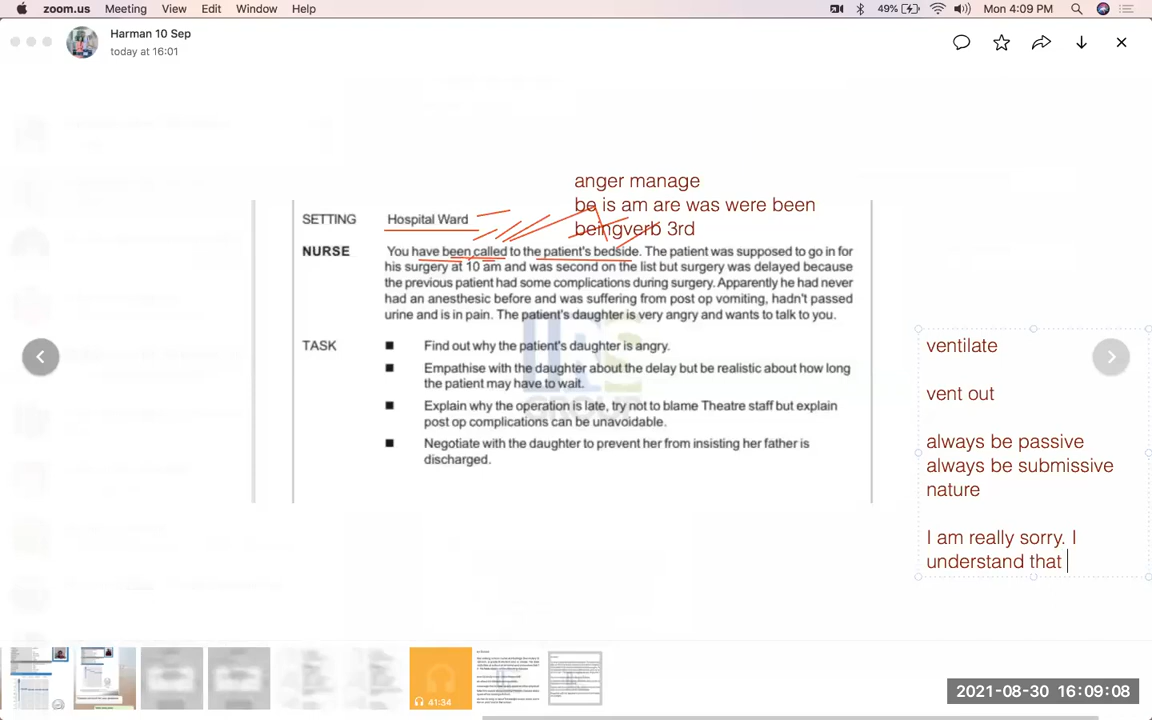 zoom.us Meeting View Edit Window Help 49% Mon 4:09 PM
Harman 10 Sep
today at 16:01
anger manage
be is am are was were been
beingverb 3rd
SETTING Hospital Ward
NURSE You have been called to the patient's bedside. The patient was supposed to go in for
his surgery at 10 am and was second on the list but surgery was delayed because
the previous patient had some complications during surgery. Apparently he had never
had an anesthesic before and was suffering from post op vomiting, hadn't passed
urine and is in pain. The patient's daughter is very angry and wants to talk to you.
TASK ■ Find out why the patient's daughter is angry.
■ Empathise with the daughter about the delay but be realistic about how long
the patient may have to wait.
■ Explain why the operation is late, try not to blame Theatre staff but explain
post op complications can be unavoidable.
■ Negotiate with the daughter to prevent her from insisting her father is
discharged.
GROUP
ventilate
vent out
always be passive
always be submissive
nature
I am really sorry. I
understand that
41:34
2021-08-30 16:09:08